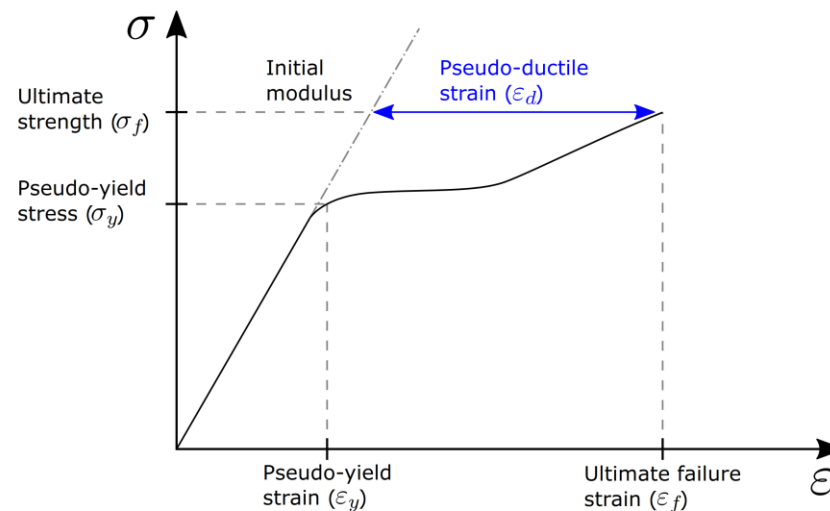 σ
Initial
modulus
Pseudo-ductile
strain (εd)
Ultimate
strength (σf)
Pseudo-yield
stress (σy)
Pseudo-yield
strain (εy)
Ultimate failure
strain (εf)
ε